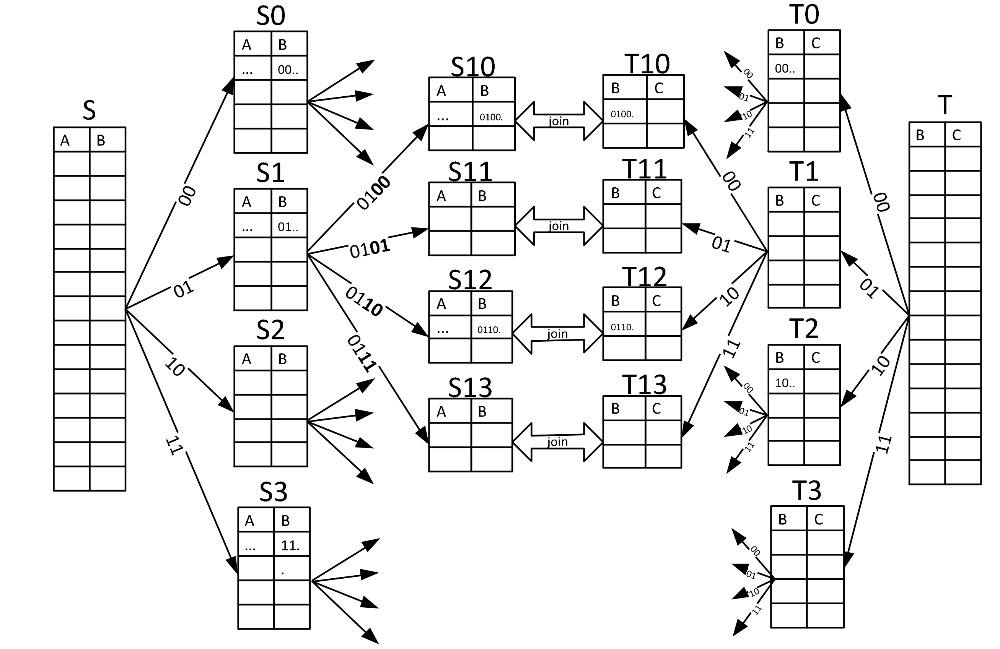 S
A B
00
01
10
11
S0
A B
... 00..
S1
A B
... 01..
S2
A B
S3
A B
... 11.
.
0100
0101
0110
0111
S10
A B
... 0100.
S11
A B
S12
A B
... 0110.
S13
A B
join
join
join
join
T10
B C
0100.
T11
B C
T12
B C
0110.
T13
B C
00
01
10
11
00
01
10
11
00
01
10
11
00
01
10
11
T0
B C
00..
T1
B C
T2
B C
10..
T3
B C
00
01
10
11
T
B C